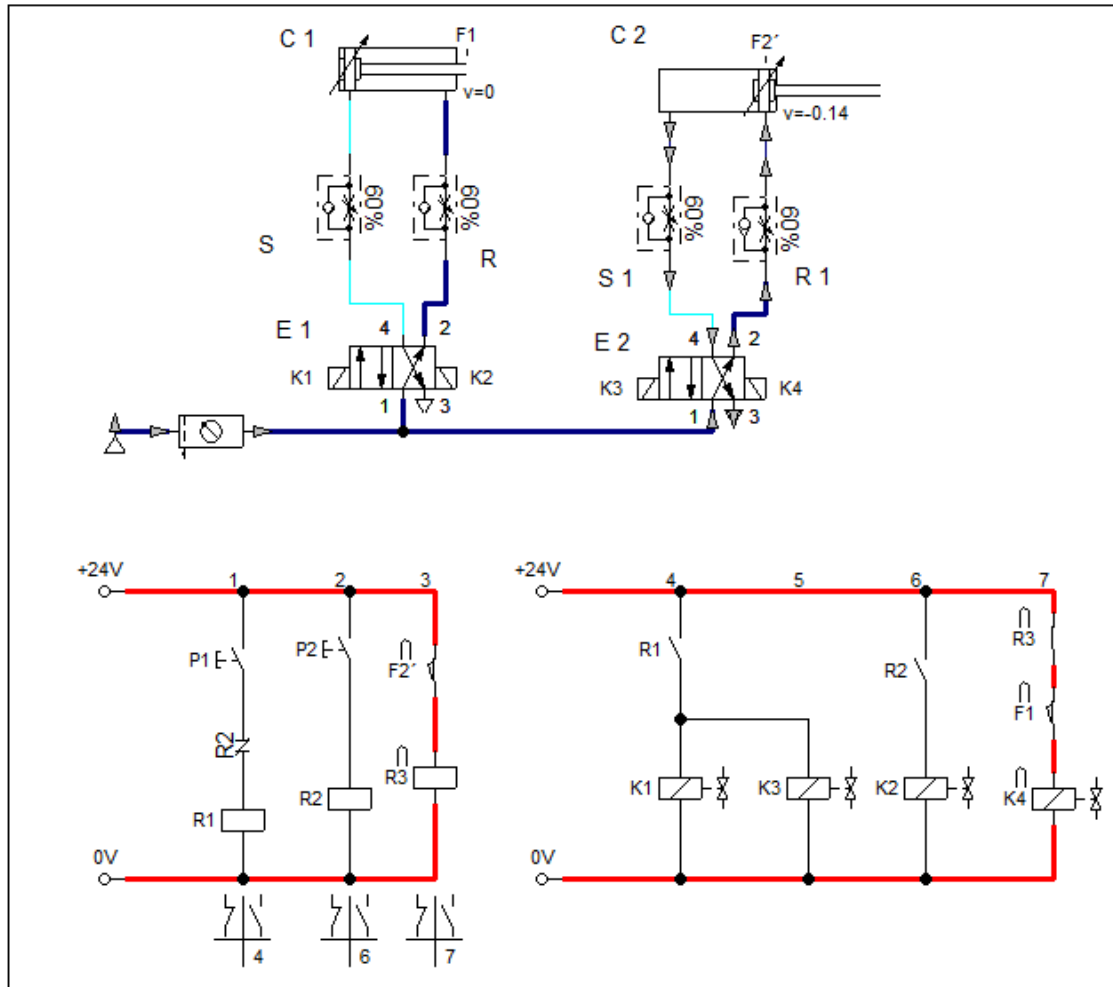 C 1
F1
v=0
C 2
F2´
v=-0.14
60%
60%
60%
60%
S
R
S 1
R 1
E 1
4
2
K1
K2
1
3
E 2
4
2
K3
K4
1
3
+24V
1
2
3
P1
P2
F2´
R2
R3
R1
R2
0V
4
6
7
+24V
4
5
6
7
R1
R2
R3
F1
K1
K3
K2
K4
0V